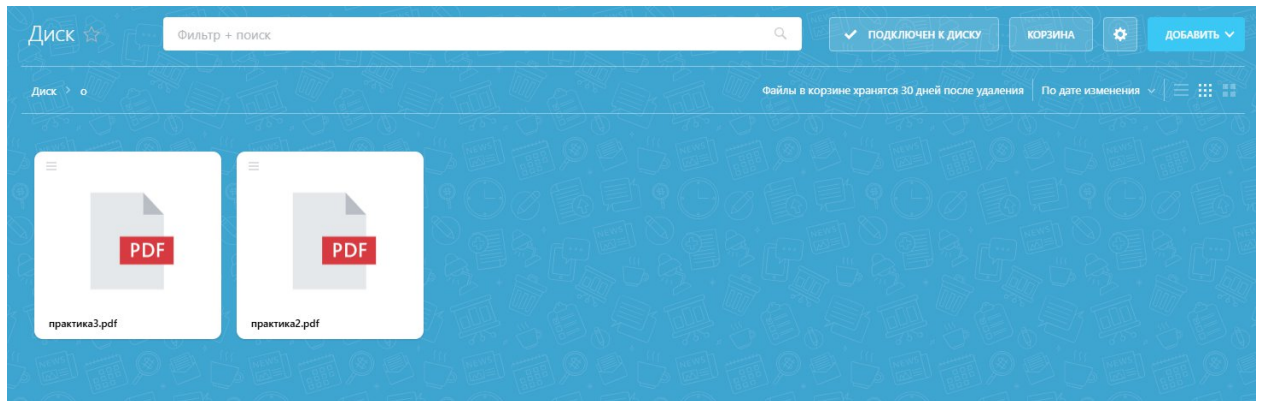 Диск
Фильтр + поиск
ПОДКЛЮЧЕН К ДИСКУ
КОРЗИНА
ДОБАВИТЬ
Диск > о
Файлы в корзине хранятся 30 дней после удаления
По дате изменения
PDF
PDF
практика3.pdf
практика2.pdf